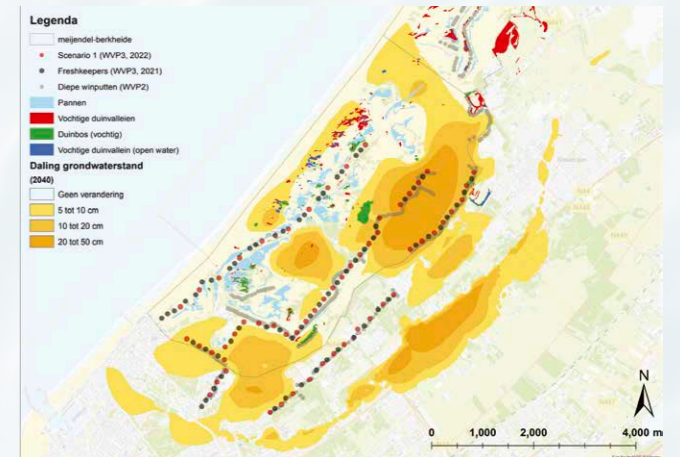 Legenda
meijendel-berkheide
Scenario 1 (WVP3, 2022)
Freshkeepers (WVP3, 2021)
Diepe winputten (WVP2)
Pannen
Vochtige duinvalleien
Duinbos (vochtig)
Vochtige duinvallein (open water)
Daling grondwaterstand
(2040)
Geen verandering
5 tot 10 cm
10 tot 20 cm
20 tot 50 cm
N
0 1,000 2,000 4,000 m